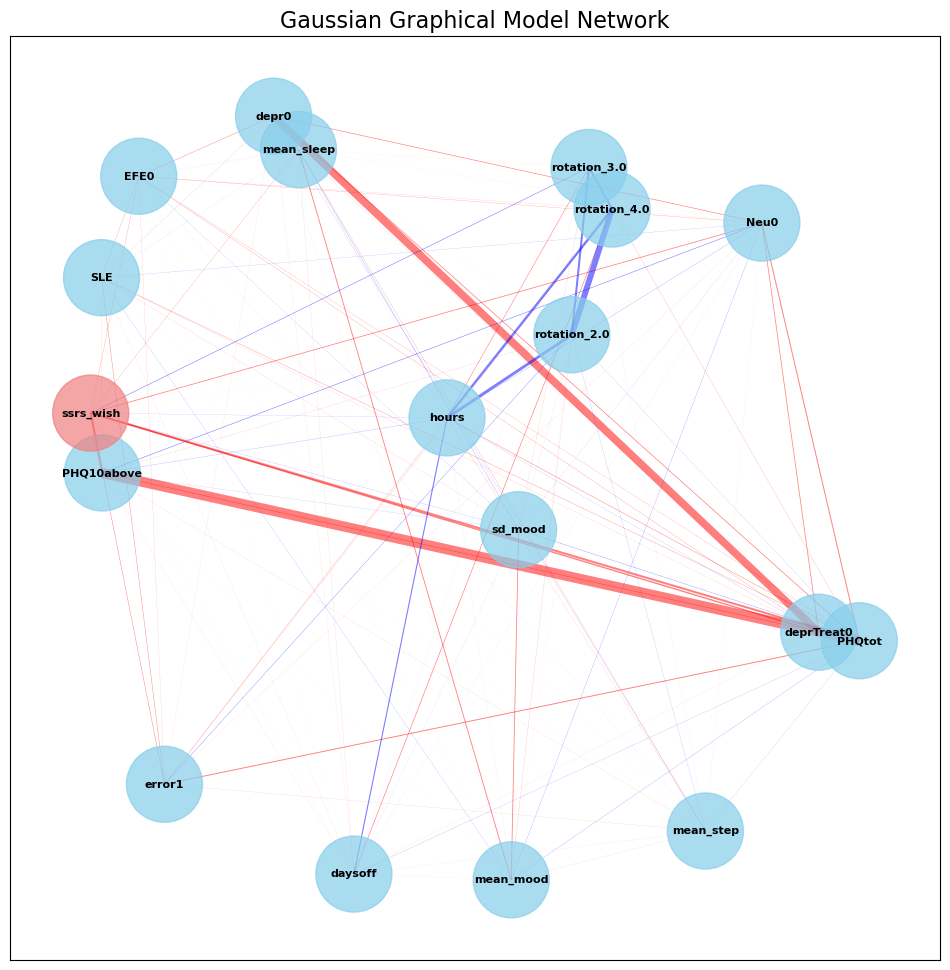 Gaussian Graphical Model Network
depr0
mean_sleep
rotation_3.0
EFE0
rotation_4.0
Neu0
SLE
rotation_2.0
ssrs_wish
hours
PHQ10above
sd_mood
deprTreat0
PHQtot
error1
mean_step
daysoff
mean_mood